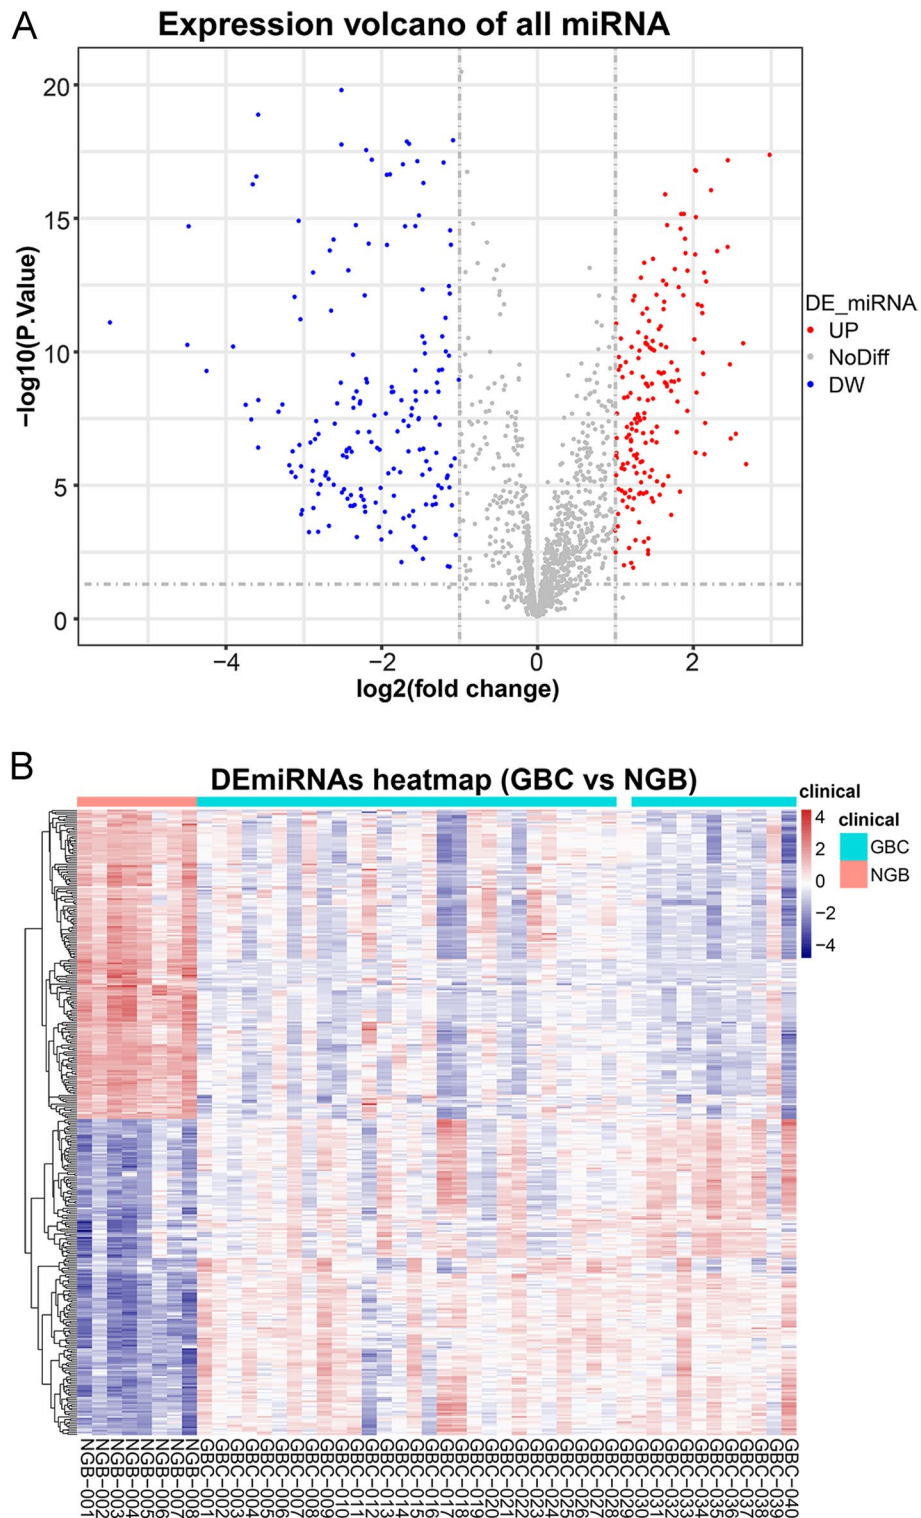 A
Expression volcano of all miRNA
−log10(P.Value)
20
15
10
5
0
−4
−2
0
2
log2(fold change)
DE_miRNA
UP
NoDiff
DW
B
DEmiRNAs heatmap (GBC vs NGB)
clinical
4
2
0
−2
−4
clinical
GBC
NGB
NGB−001
NGB−002
NGB−003
NGB−004
NGB−005
NGB−006
NGB−007
NGB−008
GBC−001
GBC−002
GBC−003
GBC−004
GBC−005
GBC−006
GBC−007
GBC−008
GBC−009
GBC−010
GBC−011
GBC−012
GBC−013
GBC−014
GBC−015
GBC−016
GBC−017
GBC−018
GBC−019
GBC−020
GBC−021
GBC−022
GBC−023
GBC−024
GBC−025
GBC−026
GBC−027
GBC−028
GBC−029
GBC−030
GBC−031
GBC−032
GBC−033
GBC−034
GBC−035
GBC−036
GBC−037
GBC−038
GBC−039
GBC−040